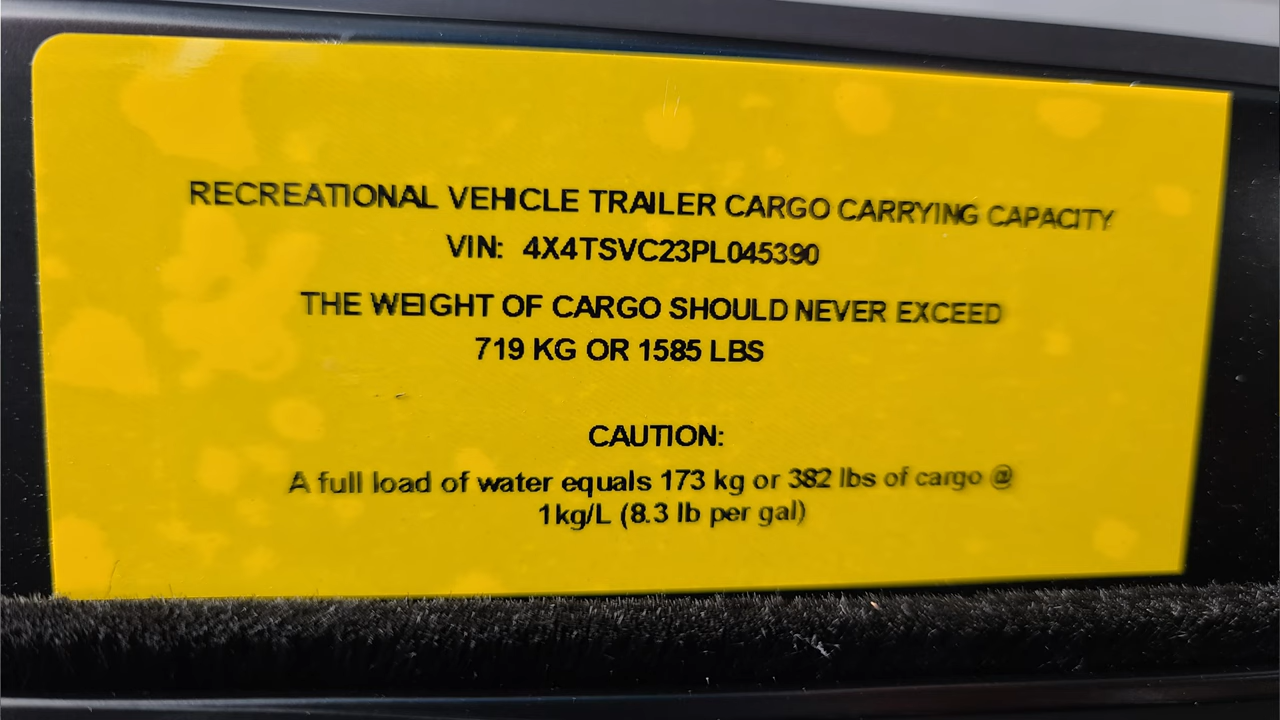 RECREATIONAL VEHICLE TRAILER CARGO CARRYING CAPACITY
VIN: 4X4TSVC23PL045390
THE WEIGHT OF CARGO SHOULD NEVER EXCEED
719 KG OR 1585 LBS
CAUTION:
A full load of water equals 173 kg or 382 lbs of cargo @
1kg/L (8.3 lb per gal)